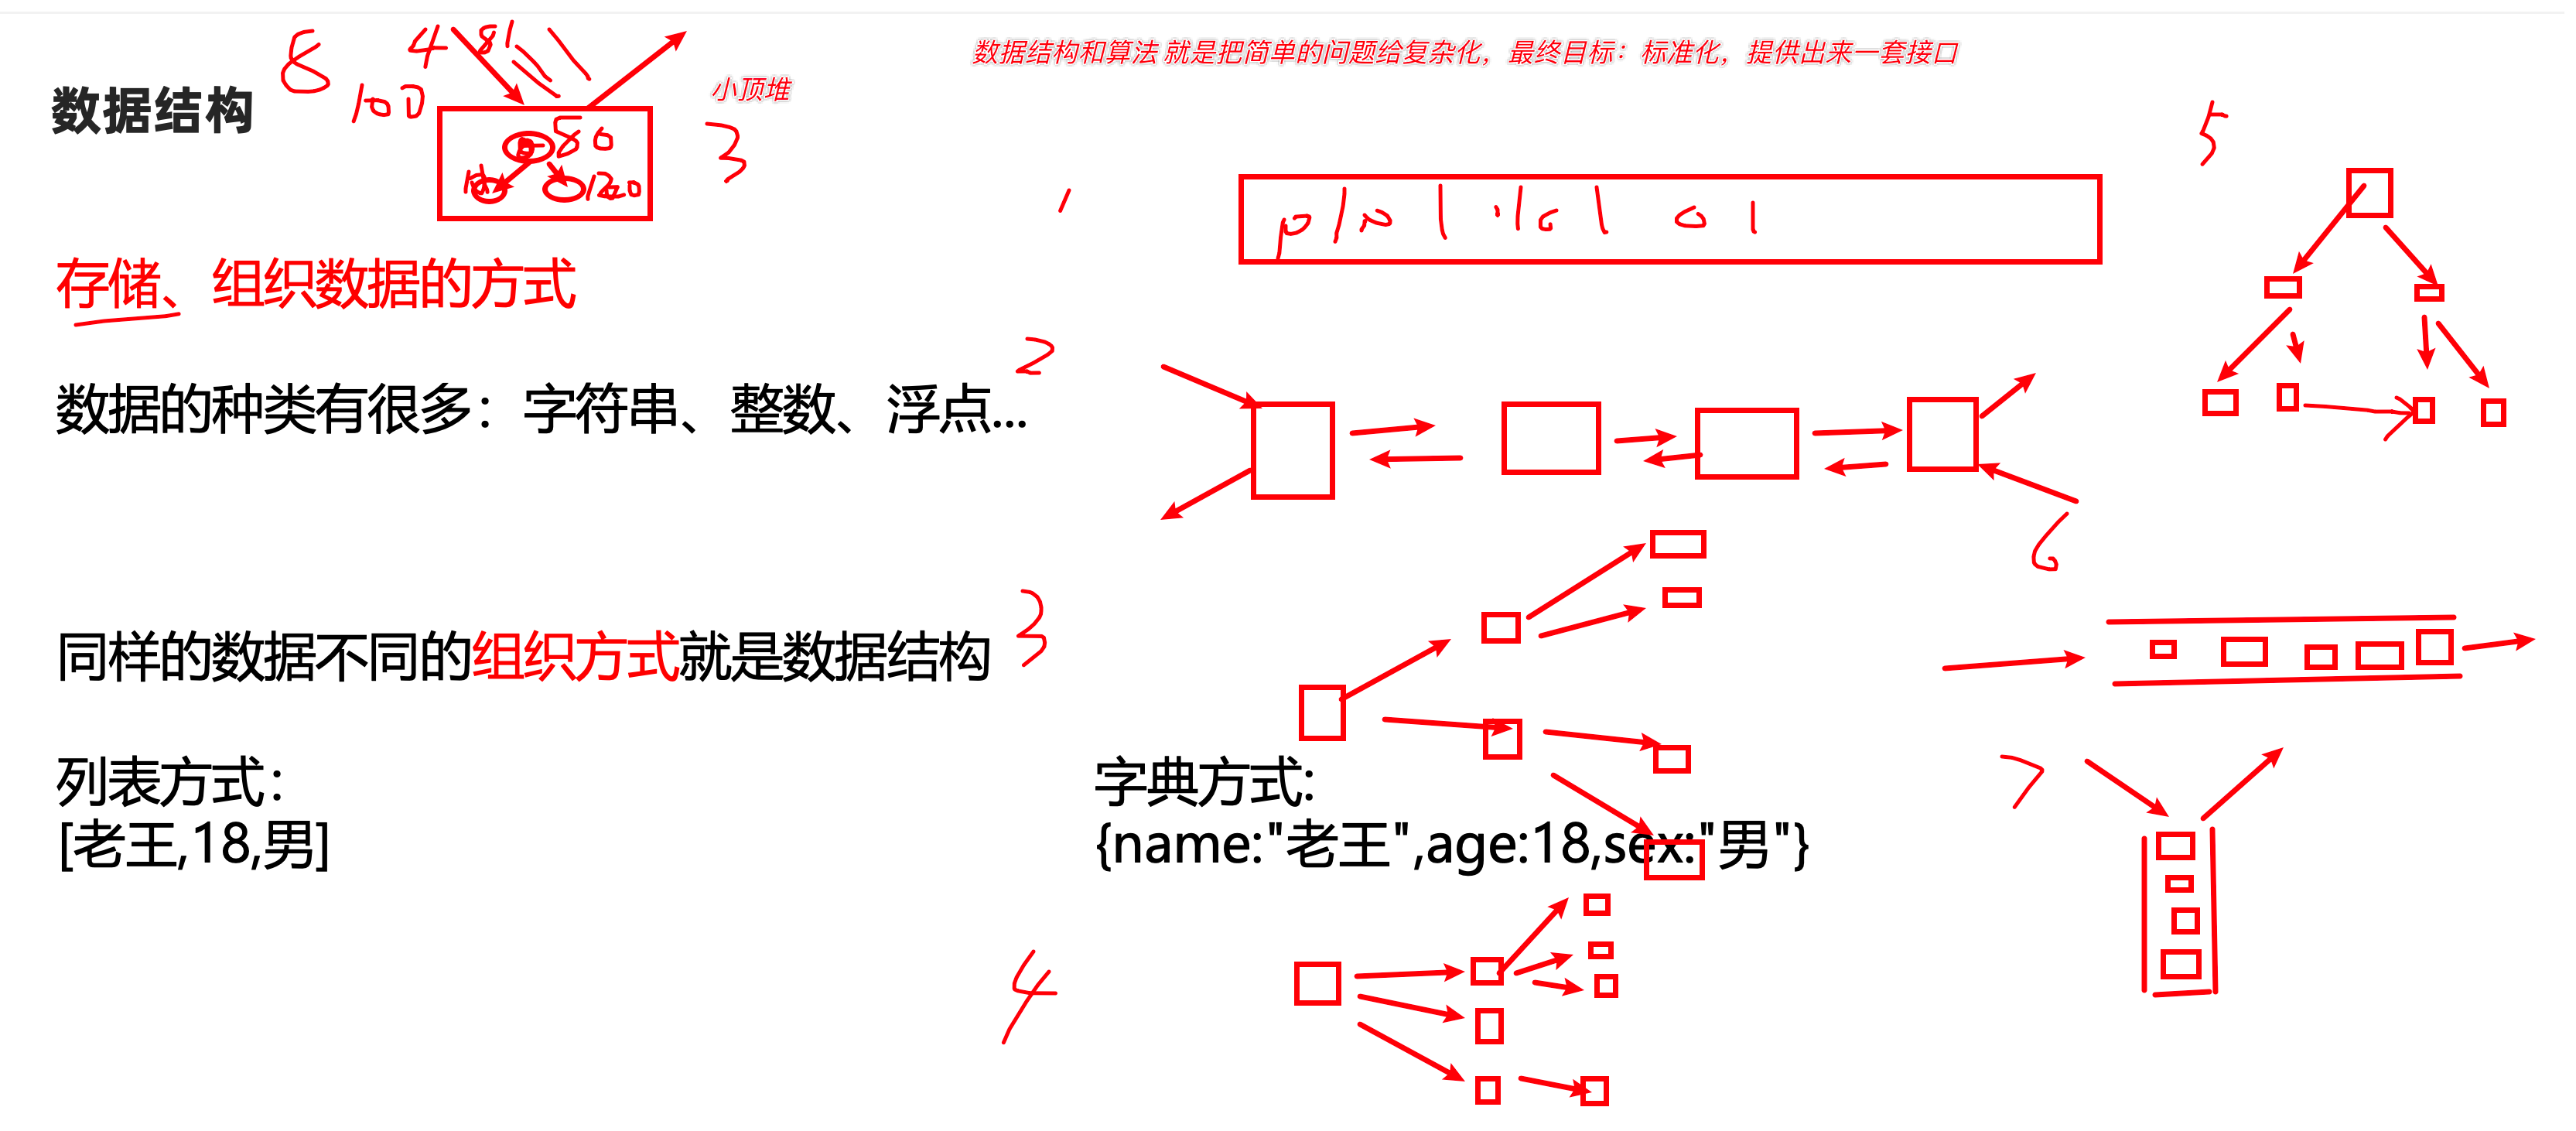 数据结构和算法 就是把简单的问题给复杂化，最终目标：标准化，提供出来一套接口
8
4
81
100
小顶堆
数据结构
80
120
3
5
1
存储、组织数据的方式
2
数据的种类有很多：字符串、整数、浮点...
6
3
同样的数据不同的组织方式就是数据结构
7
列表方式：
[老王,18,男]
字典方式:
{name:"老王",age:18,sex:"男"}
4